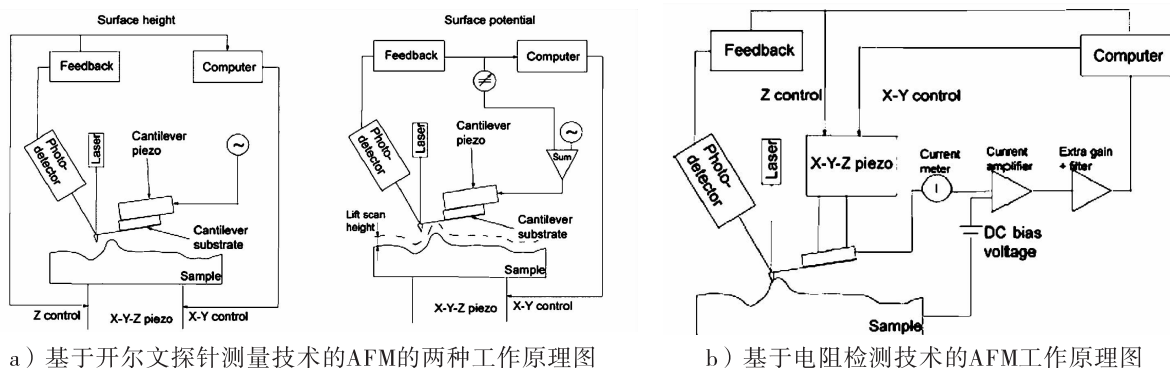 Surface height
Feedback
Computer
Photo-
detector
Laser
Cantilever
piezo
~
Cantilever
substrate
Sample
Z control
X-Y-Z piezo
X-Y control
Surface potential
Feedback
Computer
≠
~
Sum
Photo-
detector
Laser
Cantilever
piezo
Lift scan
height
Cantilever
substrate
Sample
X-Y-Z piezo
X-Y control
a）基于开尔文探针测量技术的AFM的两种工作原理图
Feedback
Computer
Z control
X-Y control
Photo-
detector
Laser
X-Y-Z piezo
Current
meter
I
Current
amplifier
Extra gain
+ filter
DC bias
voltage
Sample
b）基于电阻检测技术的AFM工作原理图